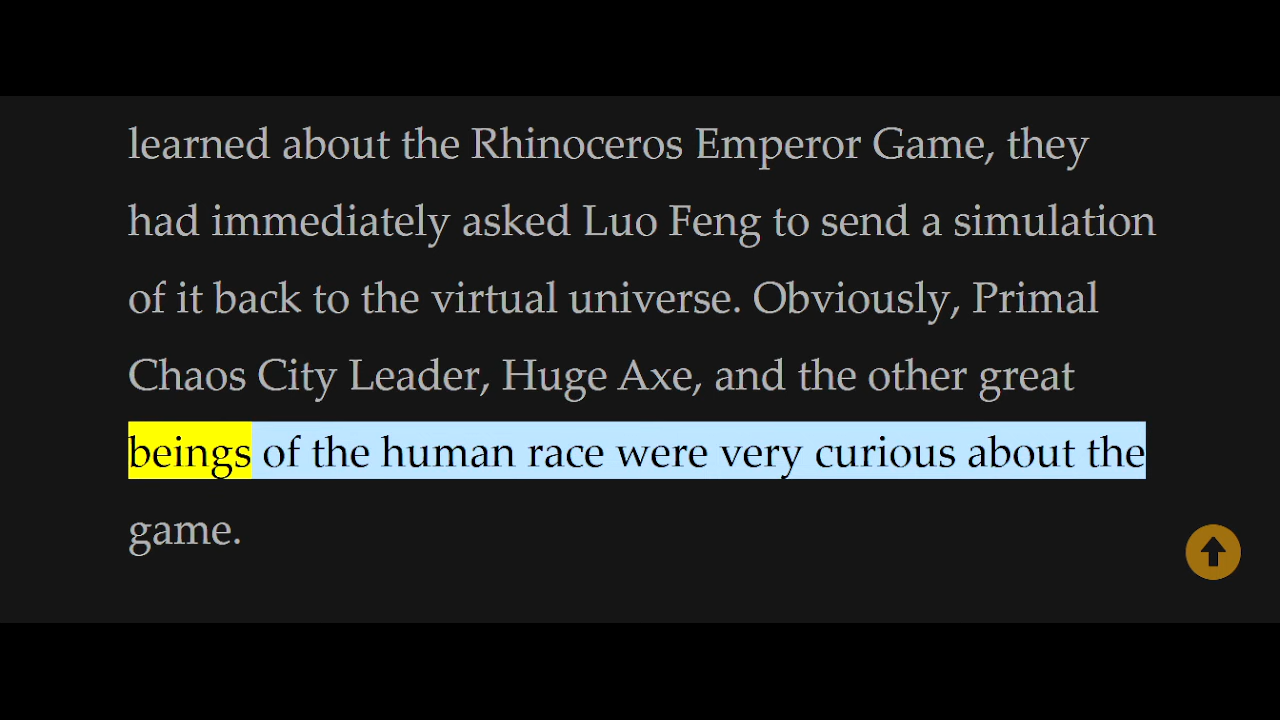 learned about the Rhinoceros Emperor Game, they
had immediately asked Luo Feng to send a simulation
of it back to the virtual universe. Obviously, Primal
Chaos City Leader, Huge Axe, and the other great
beings of the human race were very curious about the
game.